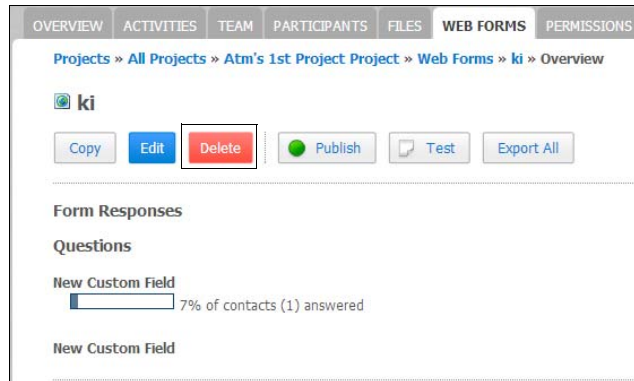 OVERVIEW ACTIVITIES TEAM PARTICIPANTS FILES WEB FORMS PERMISSIONS
Projects » All Projects » Atm's 1st Project Project » Web Forms » ki » Overview
ki
Copy Edit Delete Publish Test Export All
Form Responses
Questions
New Custom Field
7% of contacts (1) answered
New Custom Field